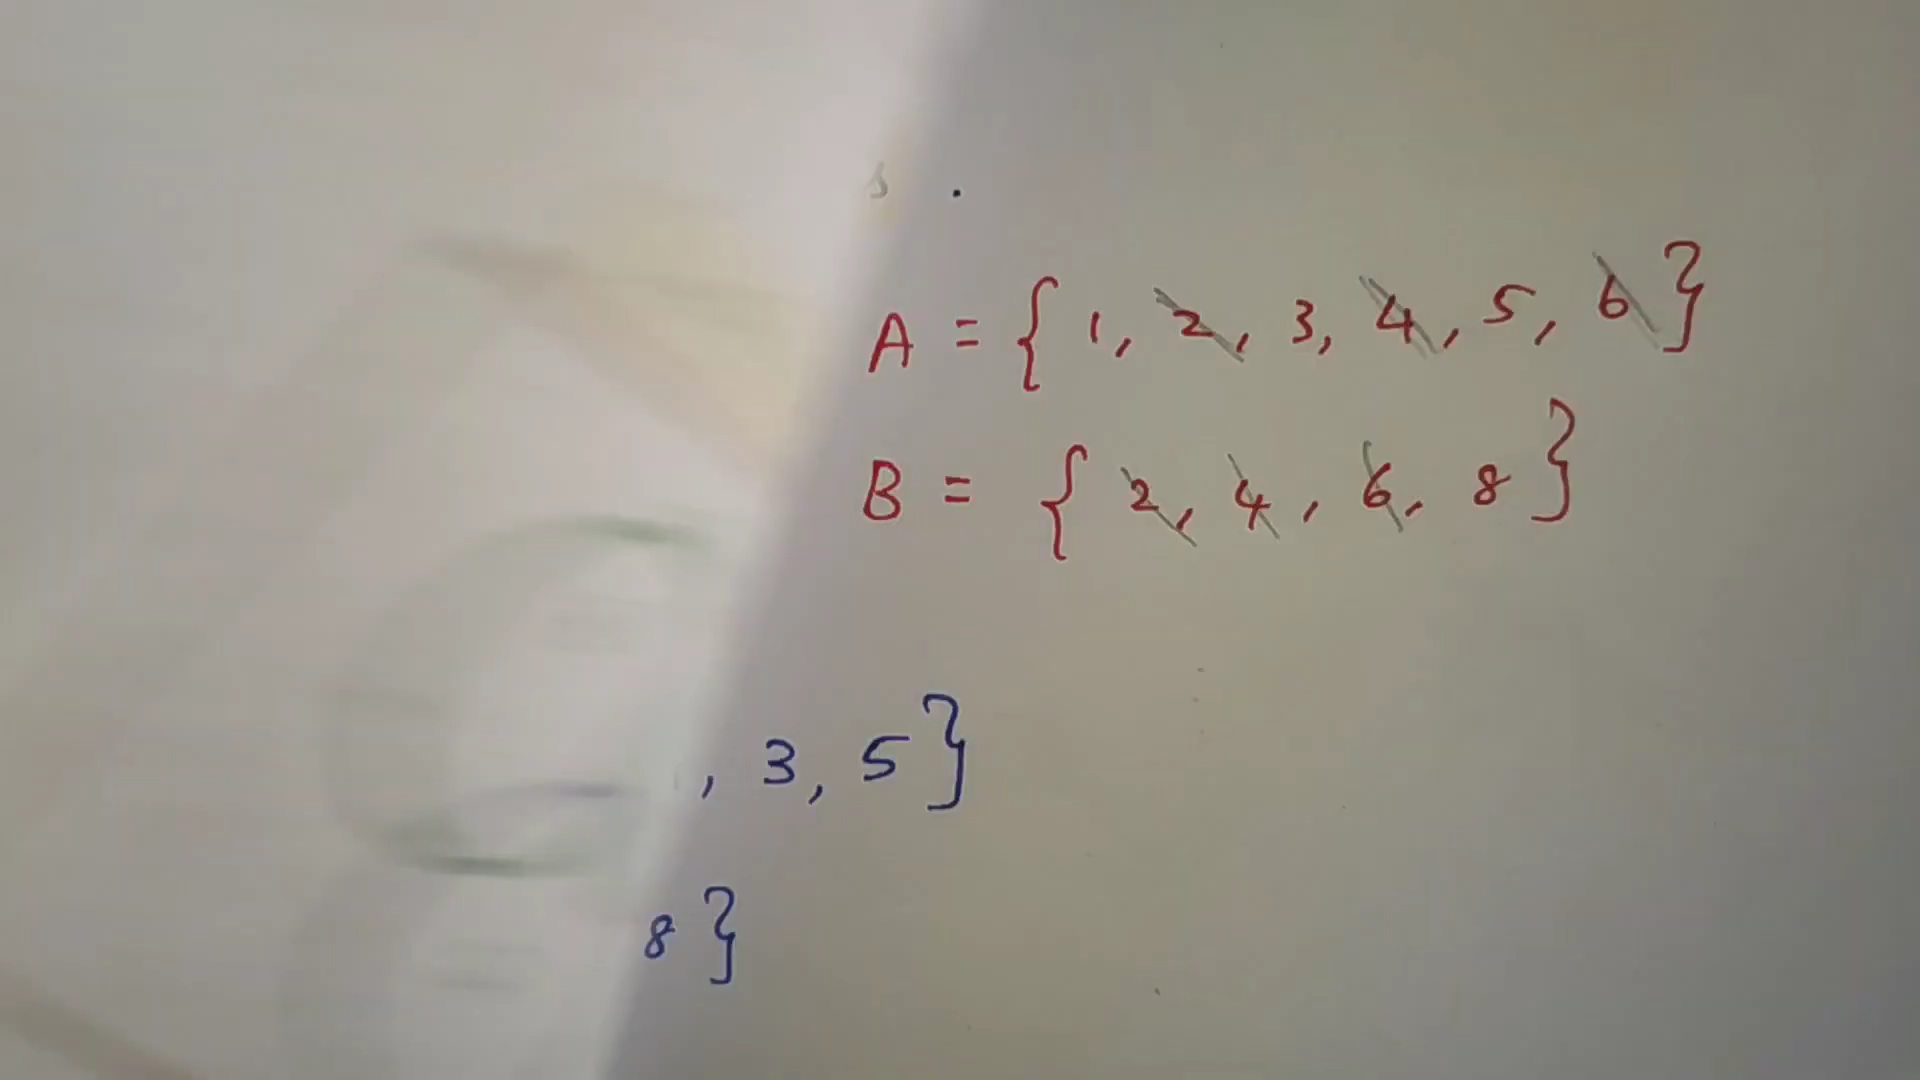 A = { 1, 2, 3, 4, 5, 6 }
B = { 2, 4, 6, 8 }
, 3, 5 }
8 }